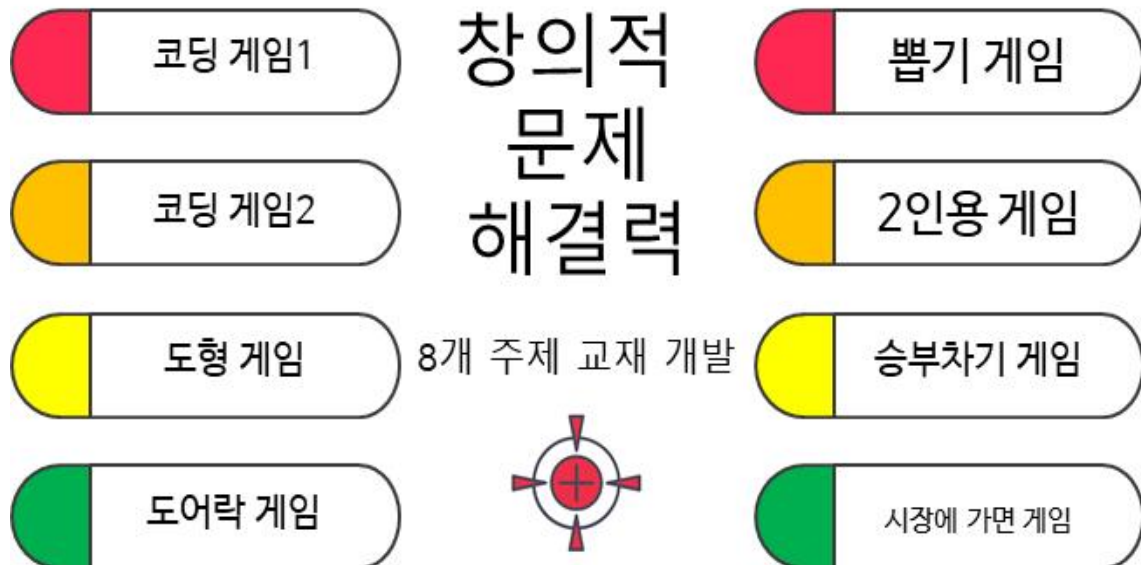 코딩 게임1
코딩 게임2
도형 게임
도어락 게임
창의적
문제
해결력
8개 주제 교재 개발
뽑기 게임
2인용 게임
승부차기 게임
시장에 가면 게임